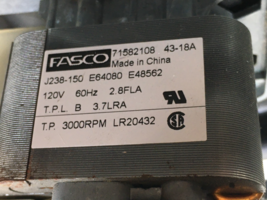 FASCO 71582108 43-18A
Made in China
J238-150 E64080 E48562
120V 60Hz 2.8FLA
T.P.L. B 3.7LRA
T.P. 3000RPM LR20432